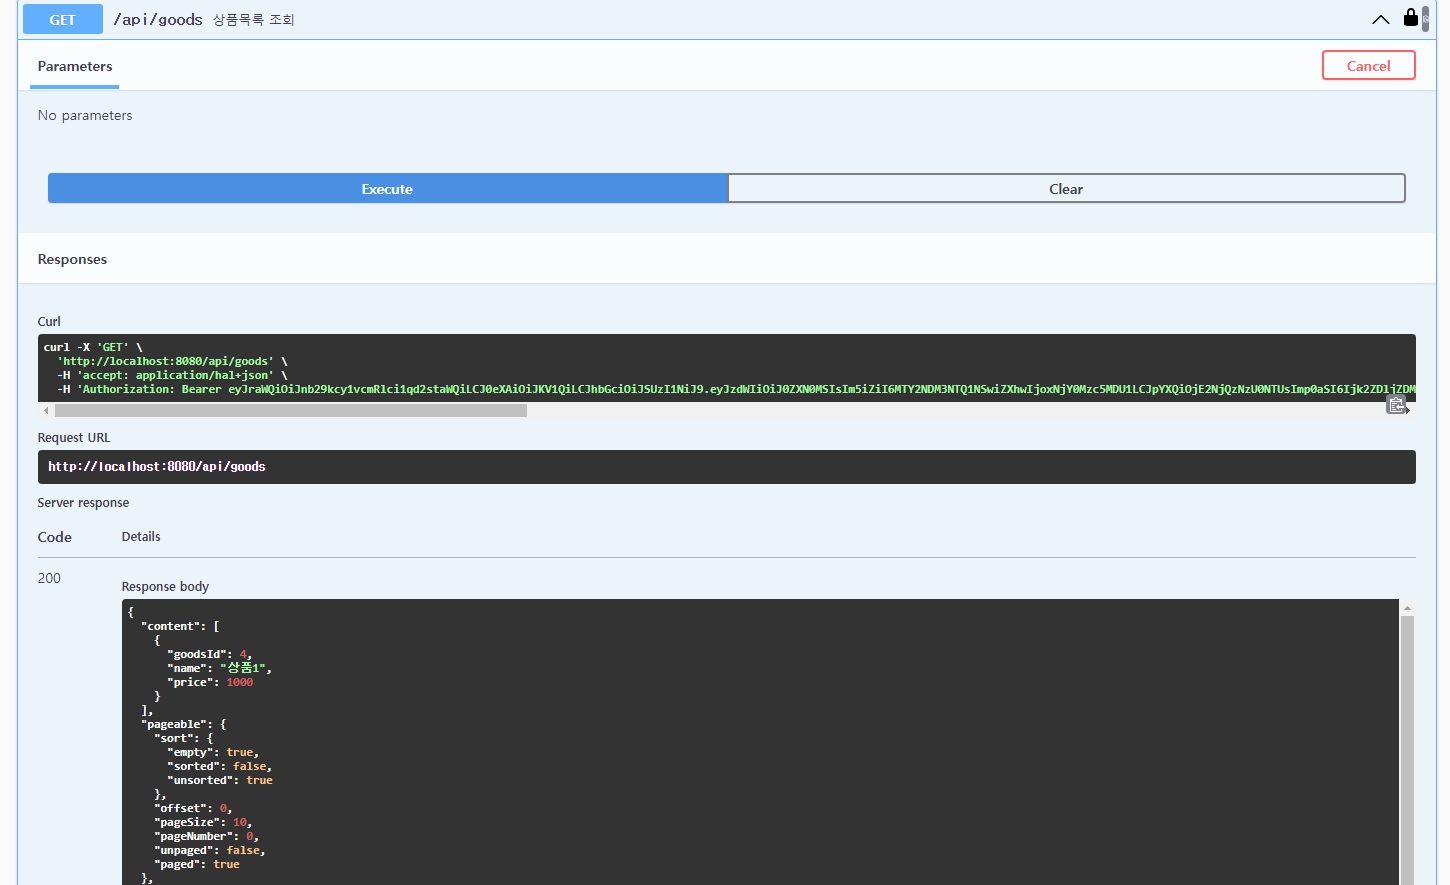 GET /api/goods 상품목록 조회
Parameters
Cancel
No parameters
Execute
Clear
Responses
Curl
curl -X 'GET' \
'http://localhost:8080/api/goods' \
-H 'accept: application/hal+json' \
-H 'Authorization: Bearer
Request URL
http://localhost:8080/api/goods
Server response
Code Details
200
Response body
{
"content": [
{
"goodsId": 4,
"name": "상품1",
"price": 1000
}
],
"pageable": {
"sort": {
"empty": true,
"sorted": false,
"unsorted": true
},
"offset": 0,
"pageSize": 10,
"pageNumber": 0,
"unpaged": false,
"paged": true
},